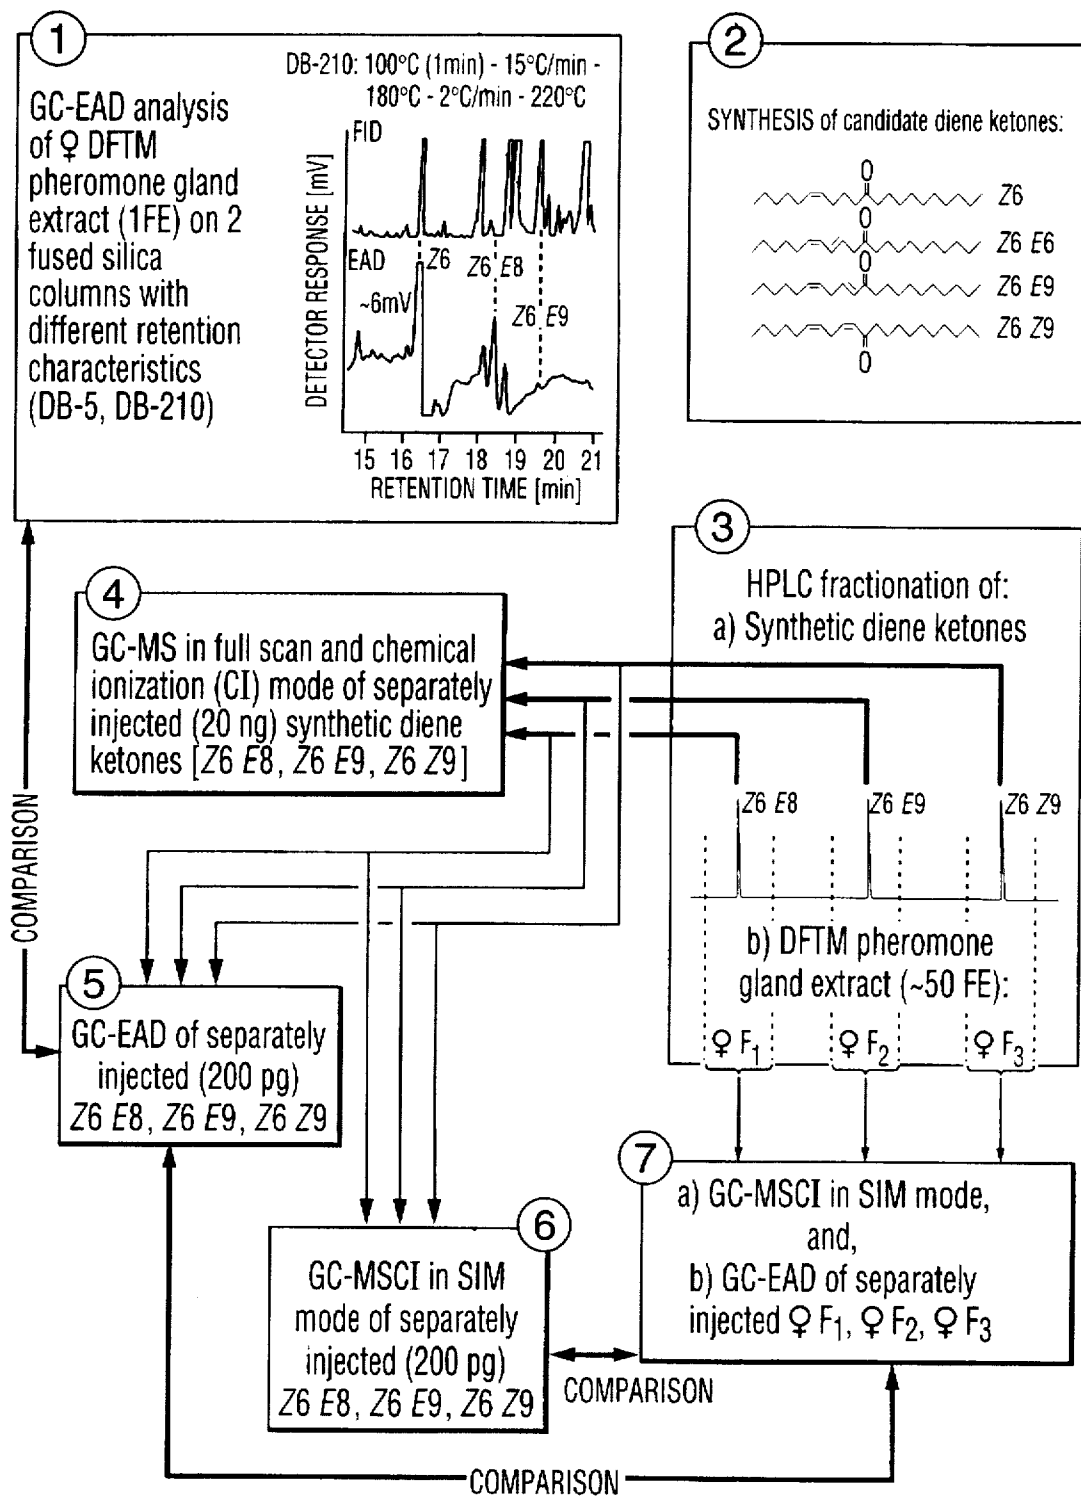 1
GC-EAD analysis
of ♀ DFTM
pheromone gland
extract (1FE) on 2
fused silica
columns with
different retention
characteristics
(DB-5, DB-210)
DB-210: 100°C (1min) - 15°C/min -
180°C - 2°C/min - 220°C
FID
DETECTOR RESPONSE [mV]
EAD
~6mV
Z6
Z6 E8
Z6 E9
15 16 17 18 19 20 21
RETENTION TIME [min]
2
SYNTHESIS of candidate diene ketones:
O
Z6
O
Z6 E6
O
Z6 E9
Z6 Z9
O
3
HPLC fractionation of:
a) Synthetic diene ketones
Z6 E8
Z6 E9
Z6 Z9
b) DFTM pheromone
gland extract (~50 FE):
♀ F1
♀ F2
♀ F3
4
GC-MS in full scan and chemical
ionization (CI) mode of separately
injected (20 ng) synthetic diene
ketones [Z6 E8, Z6 E9, Z6 Z9]
COMPARISON
5
GC-EAD of separately
injected (200 pg)
Z6 E8, Z6 E9, Z6 Z9
6
GC-MSCI in SIM
mode of separately
injected (200 pg)
Z6 E8, Z6 E9, Z6 Z9
7
a) GC-MSCI in SIM mode,
and,
b) GC-EAD of separately
injected ♀ F1, ♀ F2, ♀ F3
COMPARISON
COMPARISON